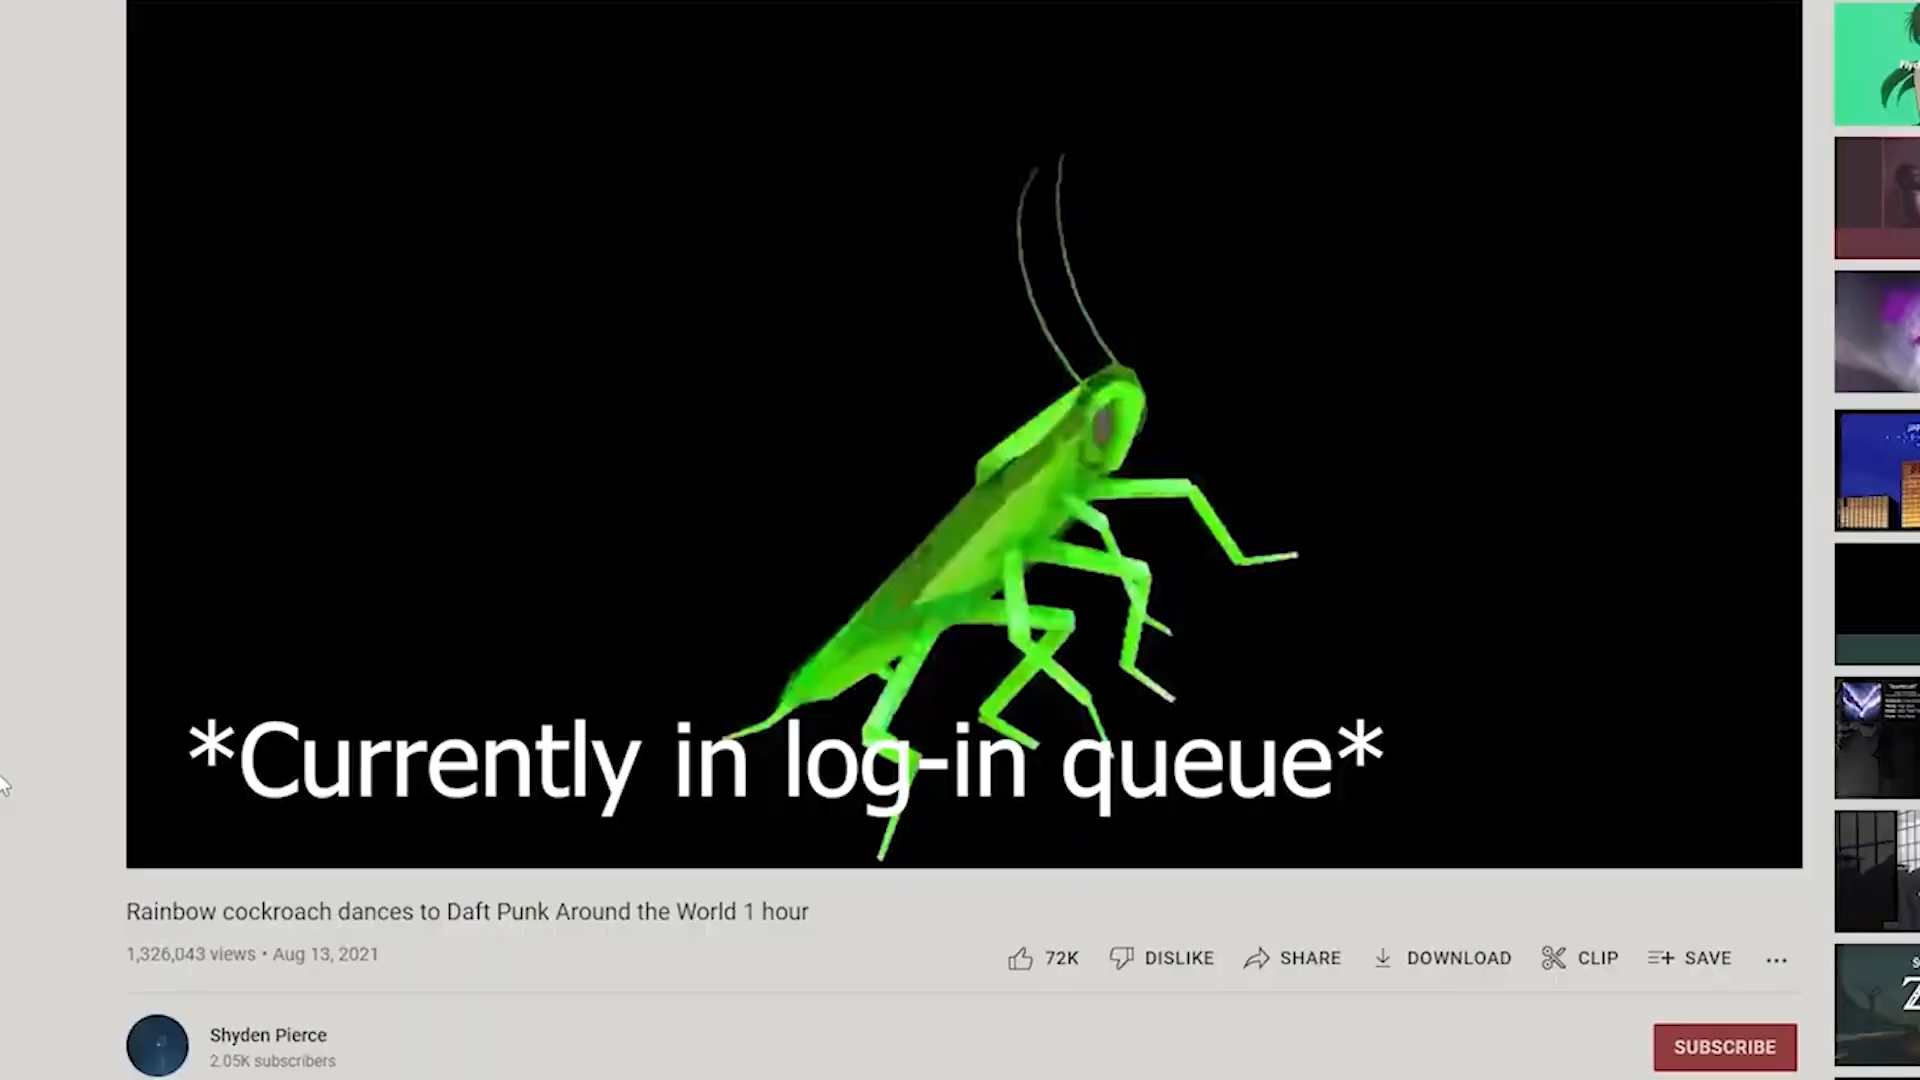 *Currently in log-in queue*
Rainbow cockroach dances to Daft Punk Around the World 1 hour
1,326,043 views • Aug 13, 2021
72K DISLIKE SHARE DOWNLOAD CLIP SAVE ...
Shyden Pierce
2.05K subscribers
SUBSCRIBE